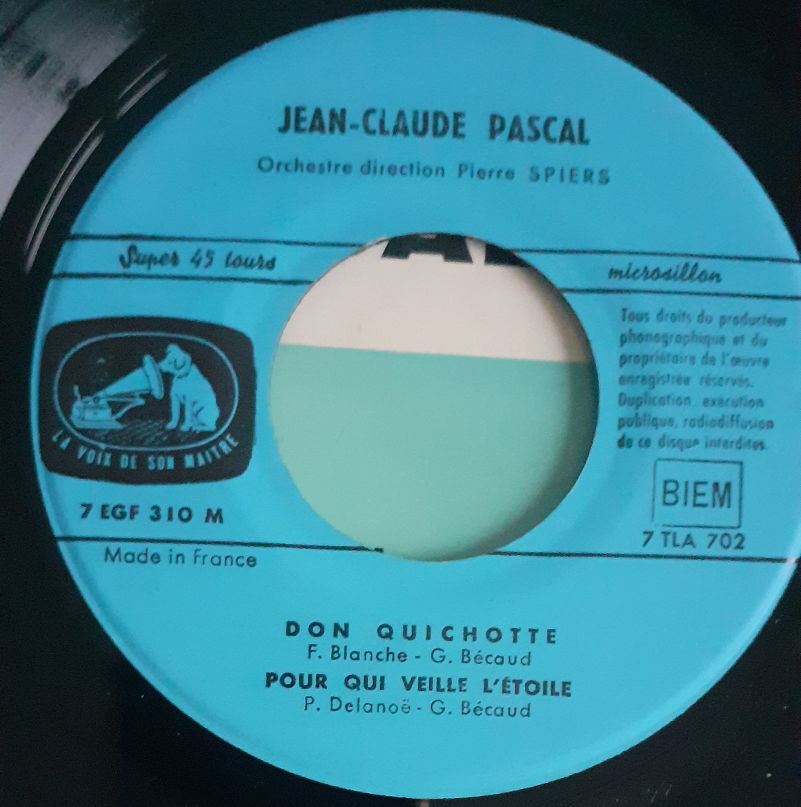 JEAN-CLAUDE PASCAL
Orchestre direction Pierre SPIERS
Super 45 tours
microsillon
Tous droits du producteur
phonographique et du
propriétaire de l'œuvre
enregistrée réservés.
Duplication, exécution
publique, radiodiffusion
de ce disque interdites.
LA VOIX DE SON MAITRE
BIEM
7 EGF 310 M
7 TLA 702
Made in France
DON QUICHOTTE
F. Blanche - G. Bécaud
POUR QUI VEILLE L'ÉTOILE
P. Delanoë - G. Bécaud